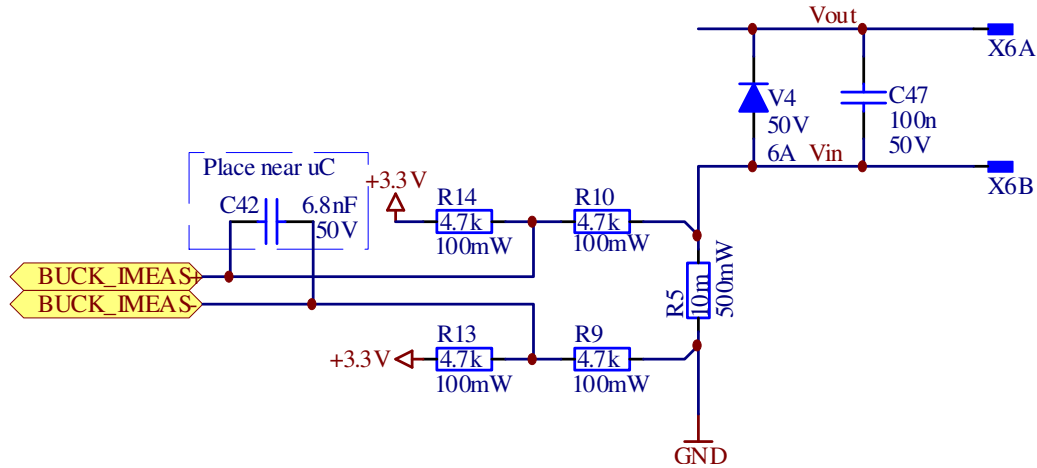 Vout
X6A
V4
50V
6A
C47
100n
50V
Vin
X6B
Place near uC
C42
6.8nF
50V
+3.3V
R14
4.7k
100mW
R10
4.7k
100mW
BUCK_IMEAS+
BUCK_IMEAS-
R5
10m
500mW
+3.3V
R13
4.7k
100mW
R9
4.7k
100mW
GND